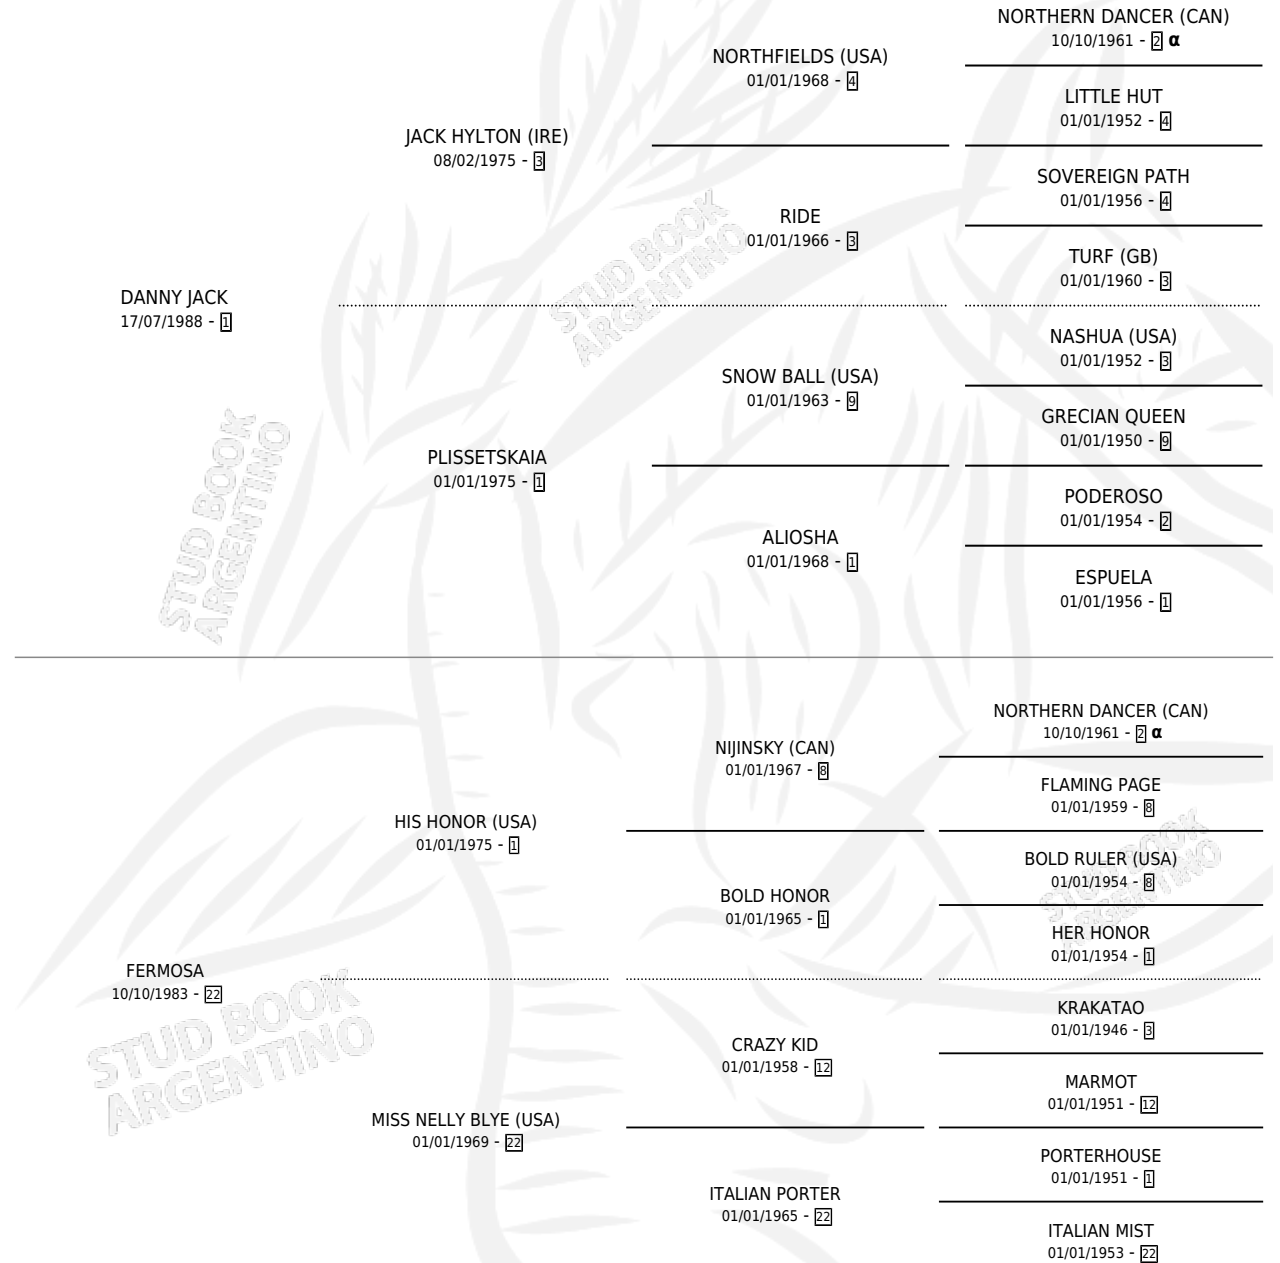 NORTHERN DANCER (CAN)
10/10/1961 - 2 α
NORTHFIELDS (USA)
01/01/1968 - 4
LITTLE HUT
01/01/1952 - 4
JACK HYLTON (IRE)
08/02/1975 - 3
SOVEREIGN PATH
01/01/1956 - 4
RIDE
01/01/1966 - 3
TURF (GB)
01/01/1960 - 3
DANNY JACK
17/07/1988 - 1
NASHUA (USA)
01/01/1952 - 3
SNOW BALL (USA)
01/01/1963 - 9
GRECIAN QUEEN
01/01/1950 - 9
PLISSETSKAIA
01/01/1975 - 1
PODEROSO
01/01/1954 - 2
ALIOSHA
01/01/1968 - 1
ESPUELA
01/01/1956 - 1
NORTHERN DANCER (CAN)
10/10/1961 - 2 α
NIJINSKY (CAN)
01/01/1967 - 8
FLAMING PAGE
01/01/1959 - 8
HIS HONOR (USA)
01/01/1975 - 1
BOLD RULER (USA)
01/01/1954 - 8
BOLD HONOR
01/01/1965 - 1
HER HONOR
01/01/1954 - 1
FERMOSA
10/10/1983 - 22
KRAKATAO
01/01/1946 - 3
CRAZY KID
01/01/1958 - 12
MARMOT
01/01/1951 - 12
MISS NELLY BLYE (USA)
01/01/1969 - 22
PORTERHOUSE
01/01/1951 - 1
ITALIAN PORTER
01/01/1965 - 22
ITALIAN MIST
01/01/1953 - 22
STUD BOOK
ARGENTINO
STUD BOOK
ARGENTINO
STUD BOOK
ARGENTINO
STUD BOOK
ARGENTINO